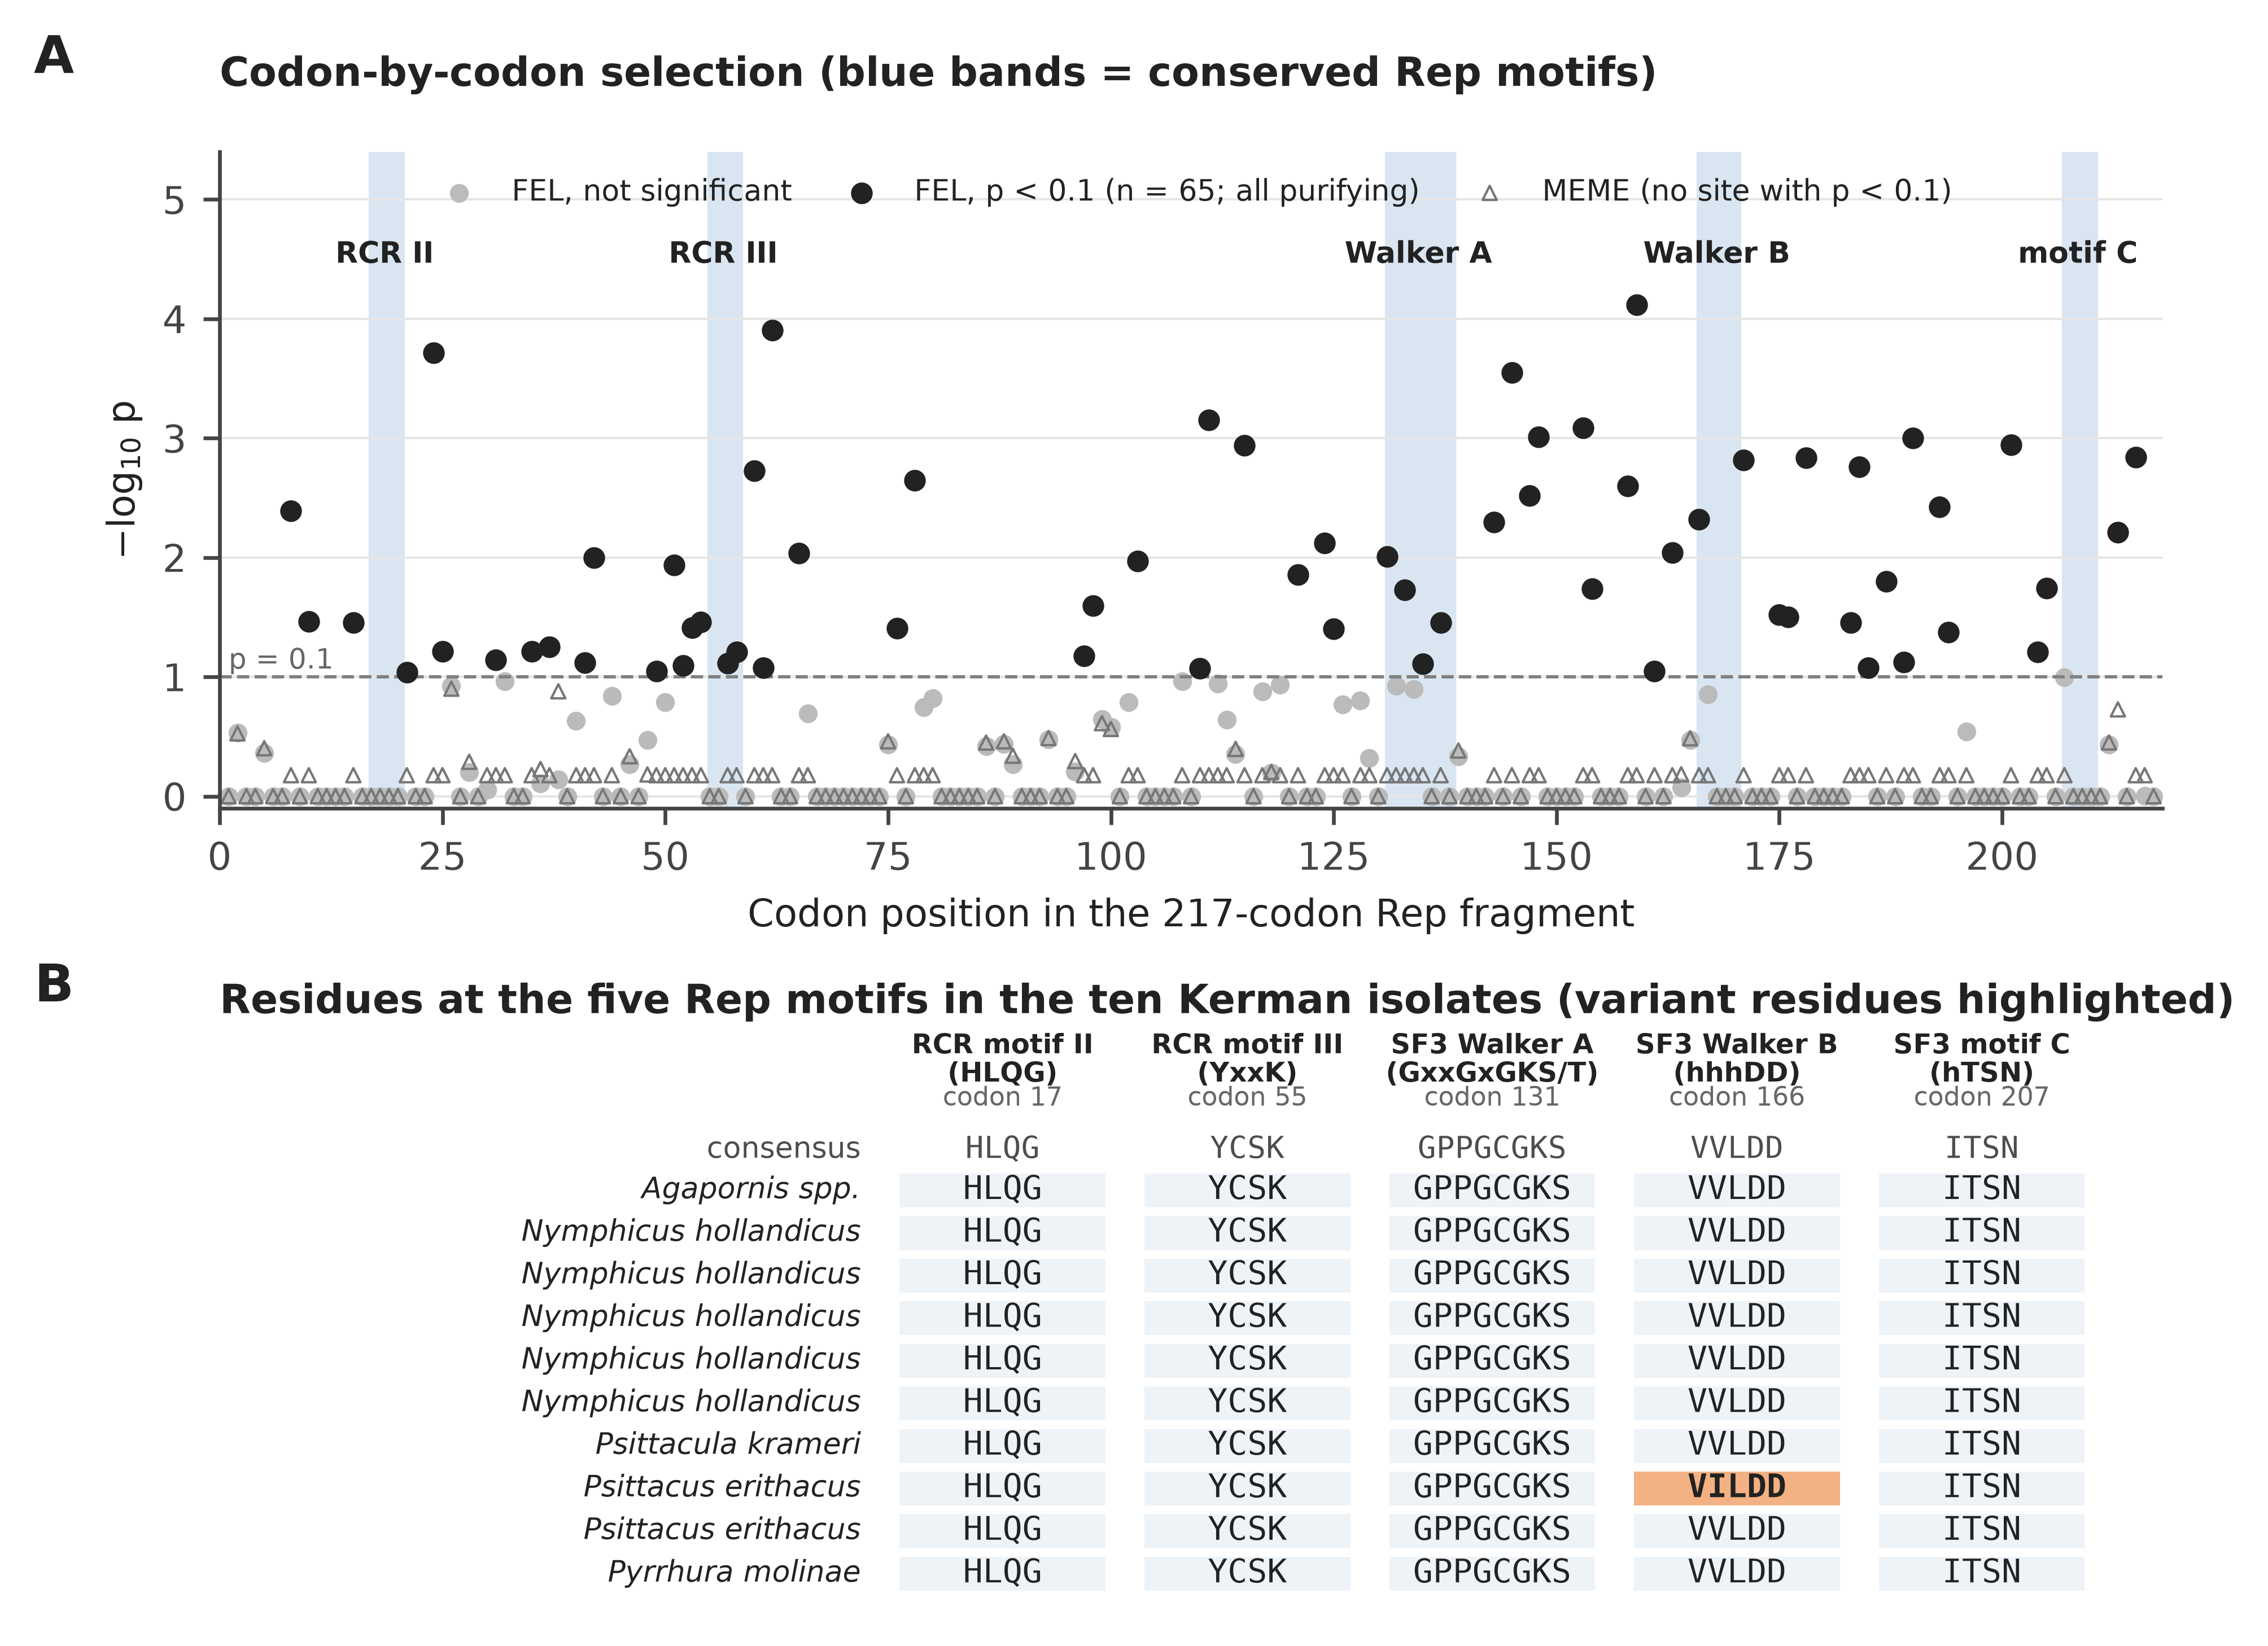 A
Codon-by-codon selection (blue bands = conserved Rep motifs)
FEL, not significant
FEL, p < 0.1 (n = 65; all purifying)
MEME (no site with p < 0.1)
RCR II
RCR III
Walker A
Walker B
motif C
−log₁₀ p
5
4
3
2
1
0
p = 0.1
0 25 50 75 100 125 150 175 200
Codon position in the 217-codon Rep fragment
B
Residues at the five Rep motifs in the ten Kerman isolates (variant residues highlighted)
RCR motif II RCR motif III SF3 Walker A SF3 Walker B SF3 motif C
(HLQG) (YxxK) (GxxGxGKS/T) (hhhDD) (hTSN)
codon 17 codon 55 codon 131 codon 166 codon 207
consensus HLQG YCSK GPPGCGKS VVLDD ITSN
Agapornis spp. HLQG YCSK GPPGCGKS VVLDD ITSN
Nymphicus hollandicus HLQG YCSK GPPGCGKS VVLDD ITSN
Nymphicus hollandicus HLQG YCSK GPPGCGKS VVLDD ITSN
Nymphicus hollandicus HLQG YCSK GPPGCGKS VVLDD ITSN
Nymphicus hollandicus HLQG YCSK GPPGCGKS VVLDD ITSN
Nymphicus hollandicus HLQG YCSK GPPGCGKS VVLDD ITSN
Psittacula krameri HLQG YCSK GPPGCGKS VVLDD ITSN
Psittacus erithacus HLQG YCSK GPPGCGKS VILDD ITSN
Psittacus erithacus HLQG YCSK GPPGCGKS VVLDD ITSN
Pyrrhura molinae HLQG YCSK GPPGCGKS VVLDD ITSN